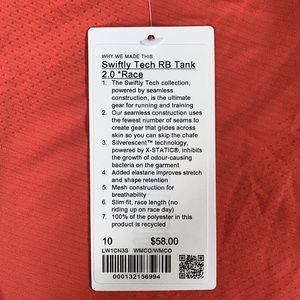 WHY WE MADE THIS
Swiftly Tech RB Tank
2.0 *Race
1. The Swiftly Tech collection,
powered by seamless
construction, is the ultimate
gear for running and training
2. Our seamless construction uses
the fewest number of seams to
create gear that glides across
skin so you can skip the chafe
3. Silverescent™ technology,
powered by X-STATIC®, inhibits
the growth of odour-causing
bacteria on the garment
4. Added elastane improves stretch
and shape retention
5. Mesh construction for
breathability
6. Slim fit, race length (no
riding up on race day)
7. 100% of the polyester in this
product is recycled
10 $58.00
LW1CN3S WMCO/WMCO
000132156994